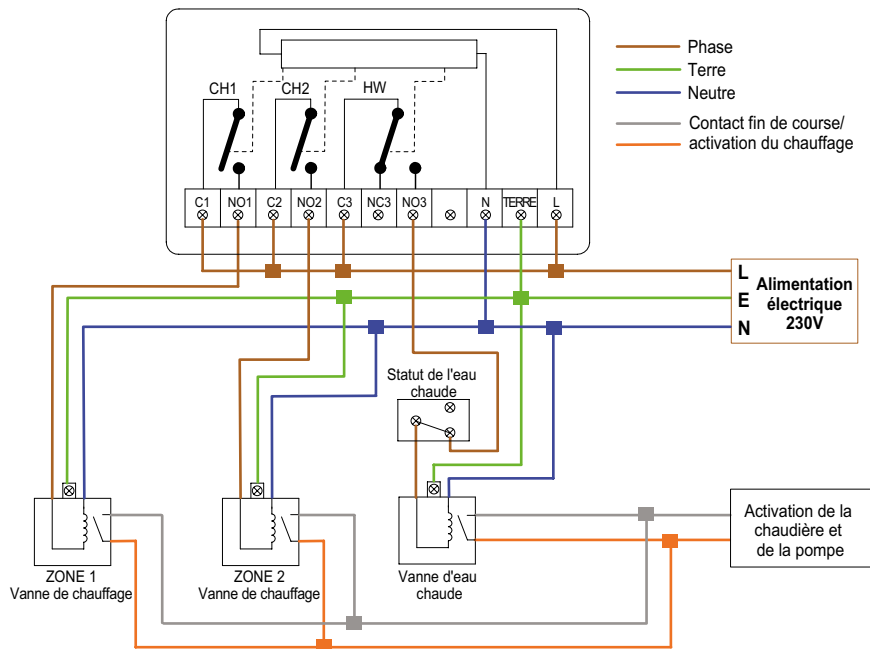 CH1
CH2
HW
Phase
Terre
Neutre
Contact fin de course/
activation du chauffage
C1
NO1
C2
NO2
C3
NC3
NO3
N
TERRE
L
L
E
N
Alimentation
électrique
230V
Statut de l'eau
chaude
ZONE 1
Vanne de chauffage
ZONE 2
Vanne de chauffage
Vanne d'eau
chaude
Activation de la
chaudière et
de la pompe